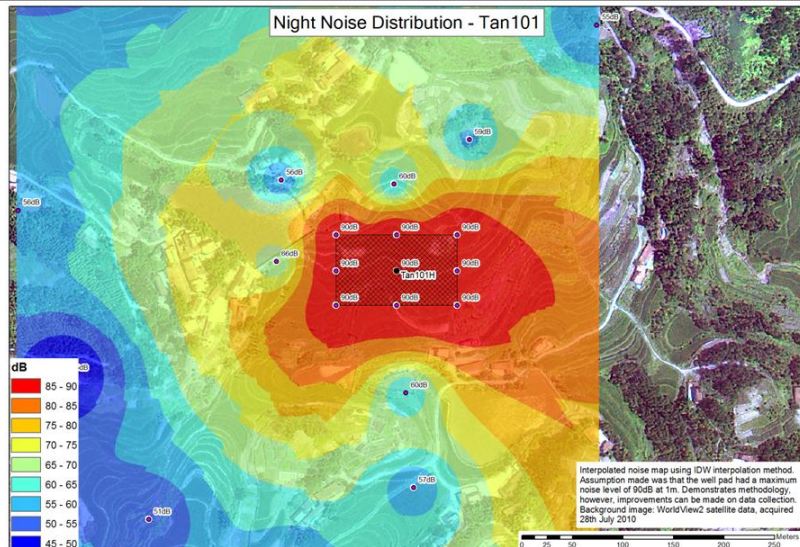 Night Noise Distribution - Tan101
55dB
59dB
56dB
60dB
56dB
90dB
90dB
90dB
66dB
90dB
90dB
90dB
Tan101H
90dB
90dB
90dB
60dB
57dB
51dB
dB
85 - 90
80 - 85
75 - 80
70 - 75
65 - 70
60 - 65
55 - 60
50 - 55
45 - 50
Interpolated noise map using IDW interpolation method.
Assumption made was that the well pad had a maximum
noise level of 90dB at 1m. Demonstrates methodology,
however, improvements can be made on data collection.
Background image: WorldView2 satellite data, acquired
28th July 2010
Meters
0 25 50 100 150 200 250